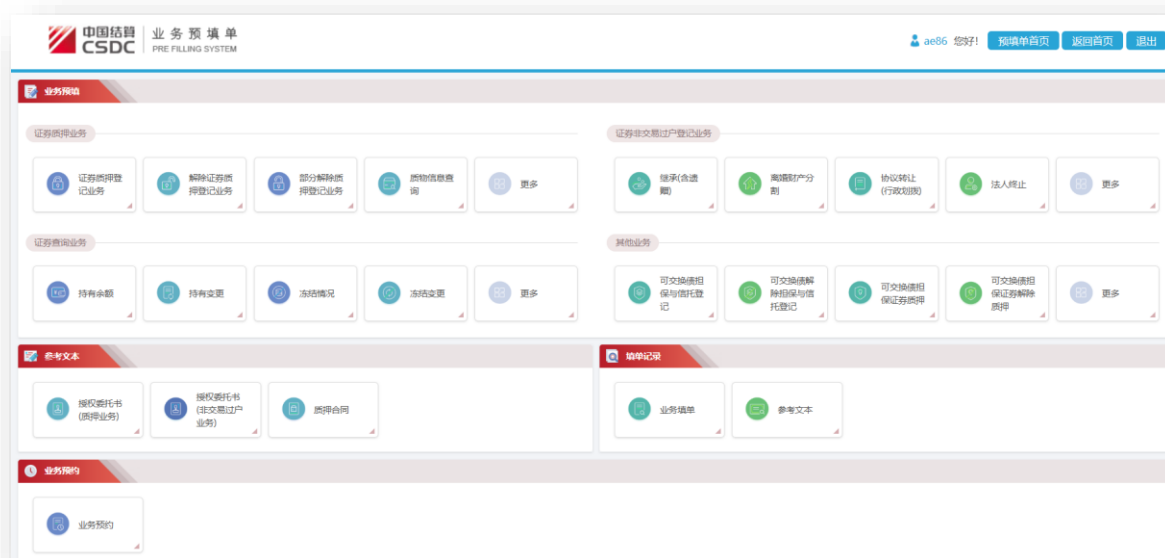 中国结算
CSDC
业务预填单
PRE FILLING SYSTEM
ae86 您好!
预填单首页
返回首页
退出
业务预填
证券质押业务
证券质押登
记业务
解除证券质
押登记业务
部分解除质
押登记业务
质物信息查
询
更多
证券非交易过户登记业务
继承(含遗
赠)
离婚财产分
割
协议转让
(行政划拨)
法人终止
更多
证券查询业务
持有余额
持有变更
冻结情况
冻结变更
更多
其他业务
可交换债担
保与信托登
记
可交换债解
除担保与信
托登记
可交换债担
保证券质押
可交换债担
保证券解除
质押
更多
参考文本
授权委托书
(质押业务)
授权委托书
(非交易过户
业务)
质押合同
填单记录
业务填单
参考文本
业务预约
业务预约